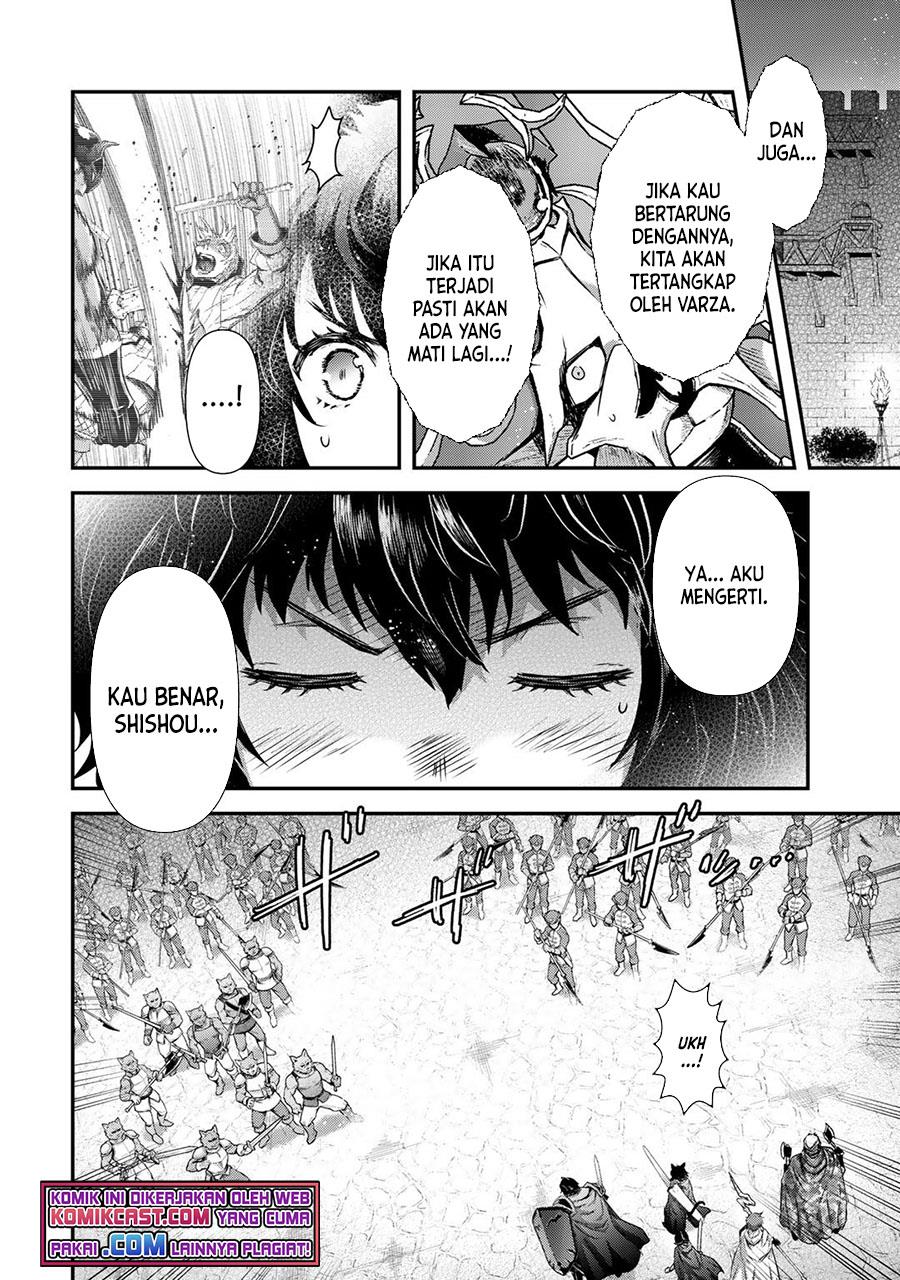 DAN
JUGA...
JIKA KAU
BERTARUNG
DENGANNYA,
KITA AKAN
TERTANGKAP
OLEH VARZA.
JIKA ITU
TERJADI
PASTI AKAN
ADA YANG
MATI LAGI...!
....!
YA... AKU
MENGERTI.
KAU BENAR,
SHISHOU...
UKH
...!
KOMIK INI DIKERJAKAN OLEH WEB
KOMIKCAST.COM YANG CUMA
PAKAI .COM LAINNYA PLAGIAT!